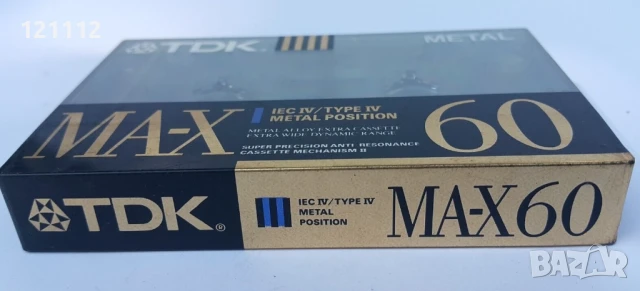 121112
TDK METAL
MA-X IEC IV/TYPE IV 60
METAL POSITION
METAL ALLOY EXTRA CASSETTE
EXTRA WIDE DYNAMIC RANGE
SUPER PRECISION ANTI-RESONANCE
CASSETTE MECHANISM II
TDK ® IEC IV/TYPE IV MA-X60
METAL
POSITION
BAZAR